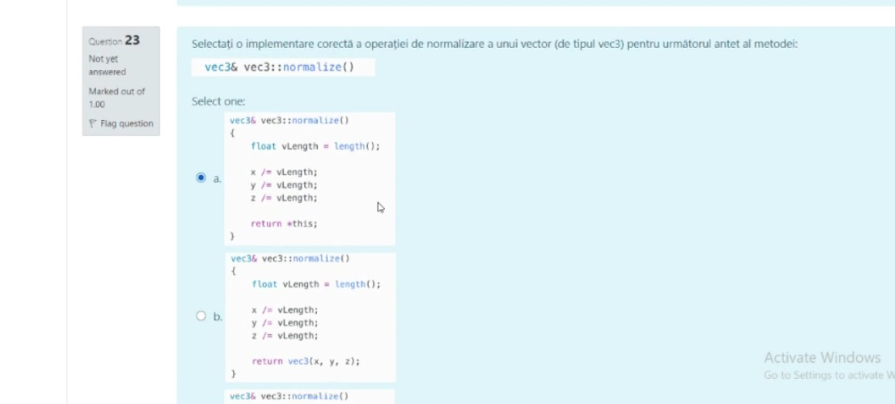 Question 23
Not yet
answered
Marked out of
1.00
Flag question
Selectați o implementare corectă a operației de normalizare a unui vector (de tipul vec3) pentru următorul antet al metodei:
vec3& vec3::normalize()
Select one:
a.
vec3& vec3::normalize()
{
float vLength = length();
x /= vLength;
y /= vLength;
z /= vLength;
return *this;
}
b.
vec3& vec3::normalize()
{
float vLength = length();
x /= vLength;
y /= vLength;
z /= vLength;
return vec3(x, y, z);
}
vec3& vec3::normalize()
Activate Windows
Go to Settings to activate W